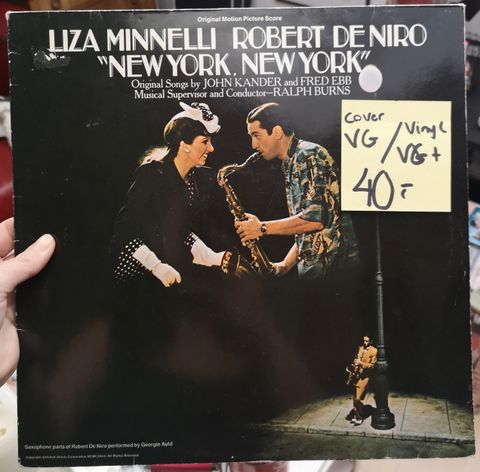 Original Motion Picture Score
LIZA MINNELLI ROBERT DE NIRO
"NEW YORK, NEW YORK"
Original Songs by JOHN KANDER and FRED EBB
Musical Supervisor and Conductor—RALPH BURNS
Cover Vinyl
VG / VG+
40:-
Saxophone parts of Robert De Niro performed by Georgie Auld